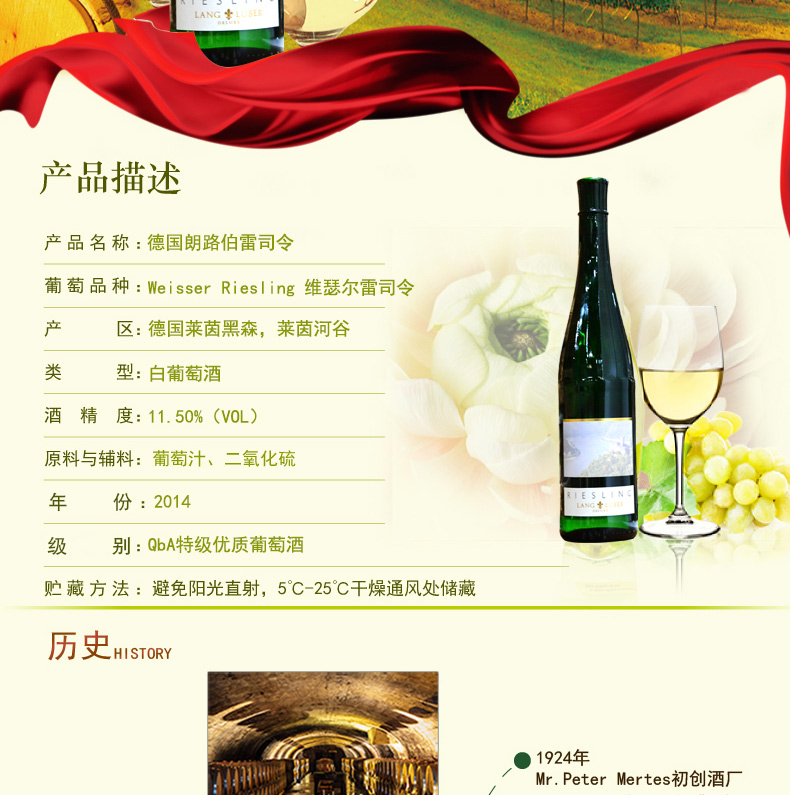 RIESLING
LANG LUBER
DELUXE
产品描述
产品名称：德国朗路伯雷司令
葡萄品种：Weisser Riesling 维瑟尔雷司令
产区：德国莱茵黑森，莱茵河谷
类型：白葡萄酒
酒精度：11.50%（VOL）
原料与辅料：葡萄汁、二氧化硫
年份：2014
级别：QbA特级优质葡萄酒
贮藏方法：避免阳光直射，5℃-25℃干燥通风处储藏
RIESLING
LANG LUBER
历史HISTORY
1924年
Mr.Peter Mertes初创酒厂